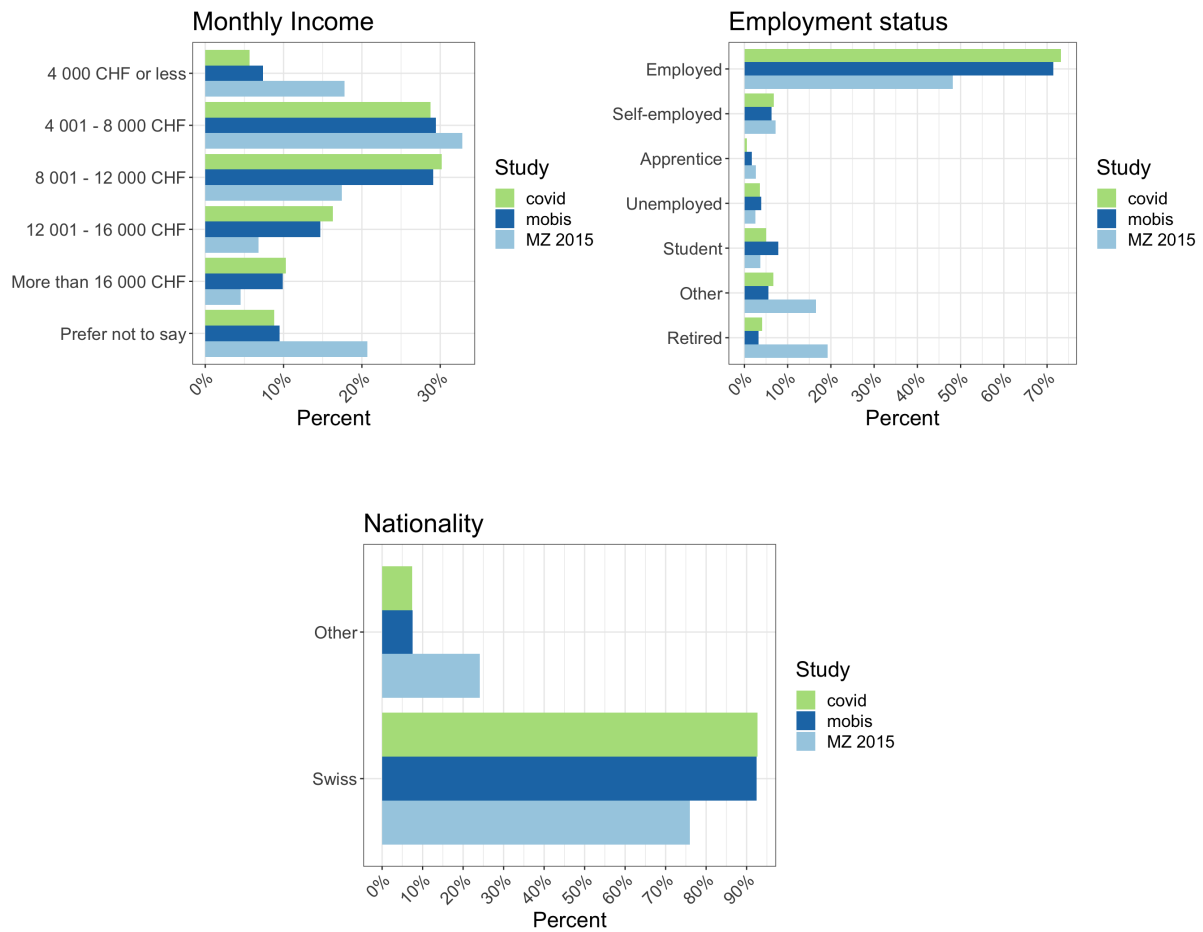 Monthly Income
4 000 CHF or less
4 001 - 8 000 CHF
8 001 - 12 000 CHF
12 001 - 16 000 CHF
More than 16 000 CHF
Prefer not to say
0% 10% 20% 30%
Percent
Study
covid
mobis
MZ 2015
Employment status
Employed
Self-employed
Apprentice
Unemployed
Student
Other
Retired
0% 10% 20% 30% 40% 50% 60% 70%
Percent
Study
covid
mobis
MZ 2015
Nationality
Other
Swiss
0% 10% 20% 30% 40% 50% 60% 70% 80% 90%
Percent
Study
covid
mobis
MZ 2015